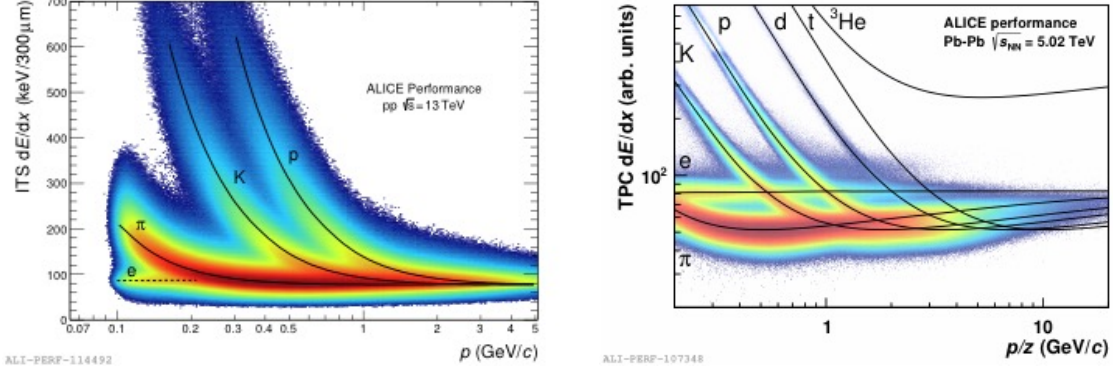 700
600
500
400
300
200
100
0
ITS dE/dx (keV/300μm)
ALICE Performance
pp √s = 13 TeV
π
e
K
p
0.07 0.1 0.2 0.3 0.4 0.5 1 2 3 4 5
p (GeV/c)
ALI-PERF-114492
TPC dE/dx (arb. units)
10²
K
p
d
t
³He
e
π
ALICE performance
Pb-Pb √sNN = 5.02 TeV
1 10
p/z (GeV/c)
ALI-PERF-107348